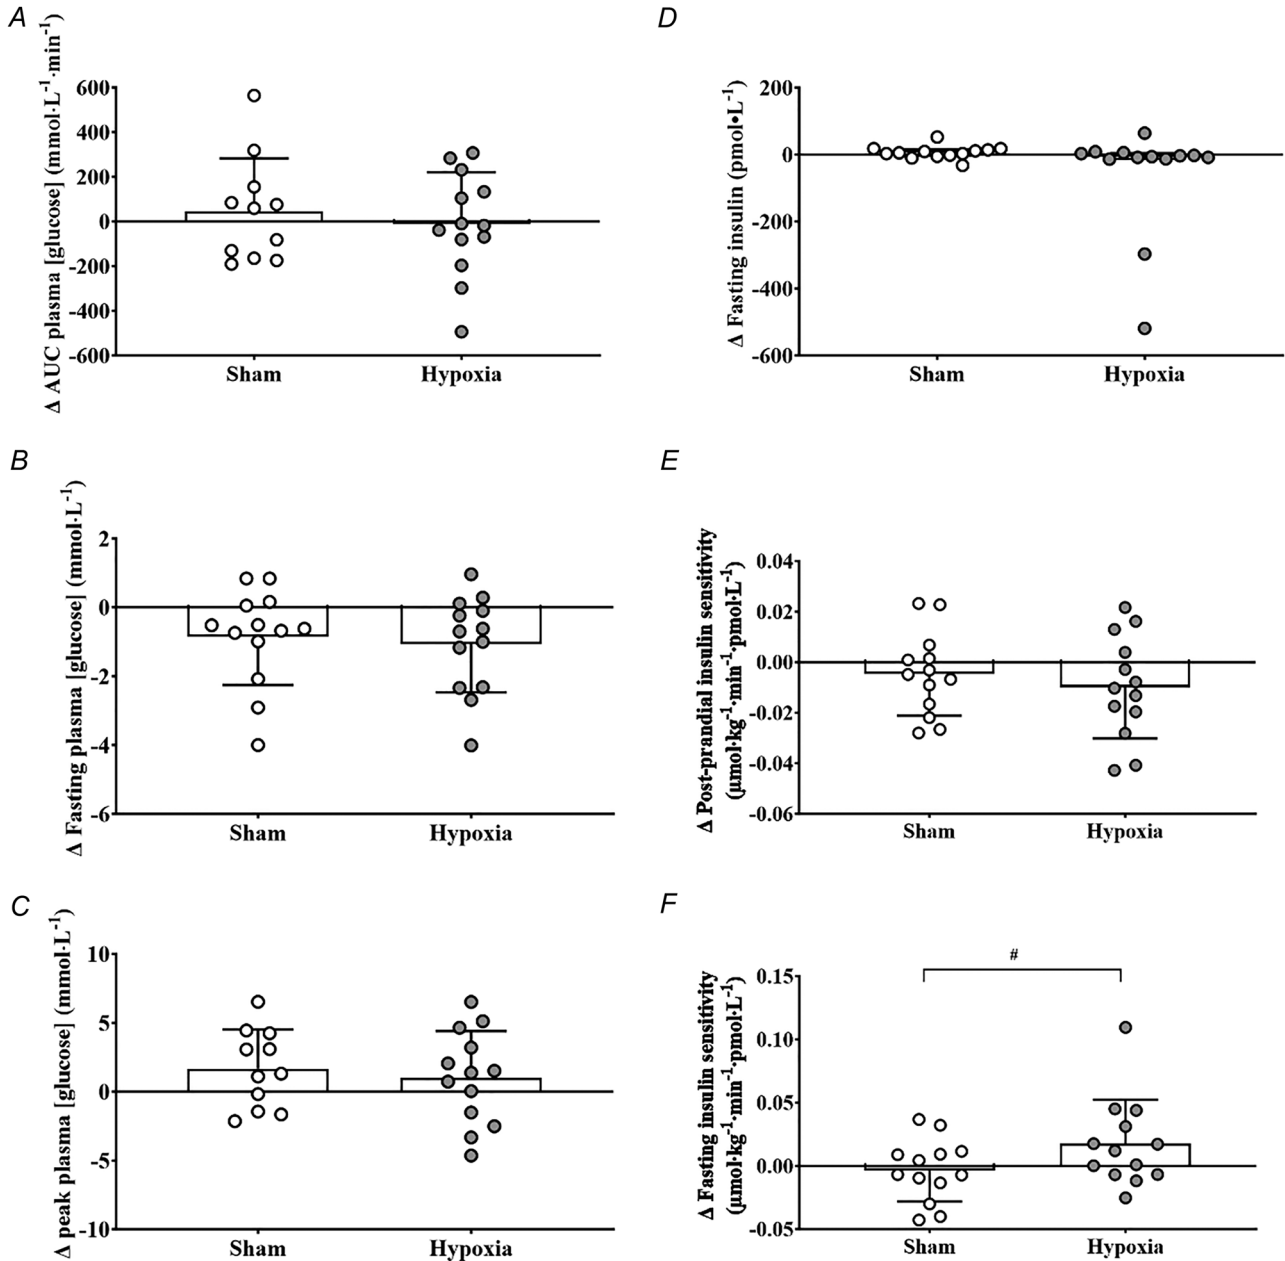 A
Δ AUC plasma [glucose] (mmol·L⁻¹·min⁻¹)
600
400
200
0
-200
-400
-600
Sham Hypoxia
D
Δ Fasting insulin (pmol•L⁻¹)
200
0
-200
-400
-600
Sham Hypoxia
B
Δ Fasting plasma [glucose] (mmol·L⁻¹)
2
0
-2
-4
-6
Sham Hypoxia
E
Δ Post-prandial insulin sensitivity
(μmol·kg⁻¹·min⁻¹·pmol·L⁻¹)
0.04
0.02
0.00
-0.02
-0.04
-0.06
Sham Hypoxia
C
Δ peak plasma [glucose] (mmol·L⁻¹)
10
5
0
-5
-10
Sham Hypoxia
F
Δ Fasting insulin sensitivity
(μmol·kg⁻¹·min⁻¹·pmol·L⁻¹)
#
0.15
0.10
0.05
0.00
-0.05
Sham Hypoxia